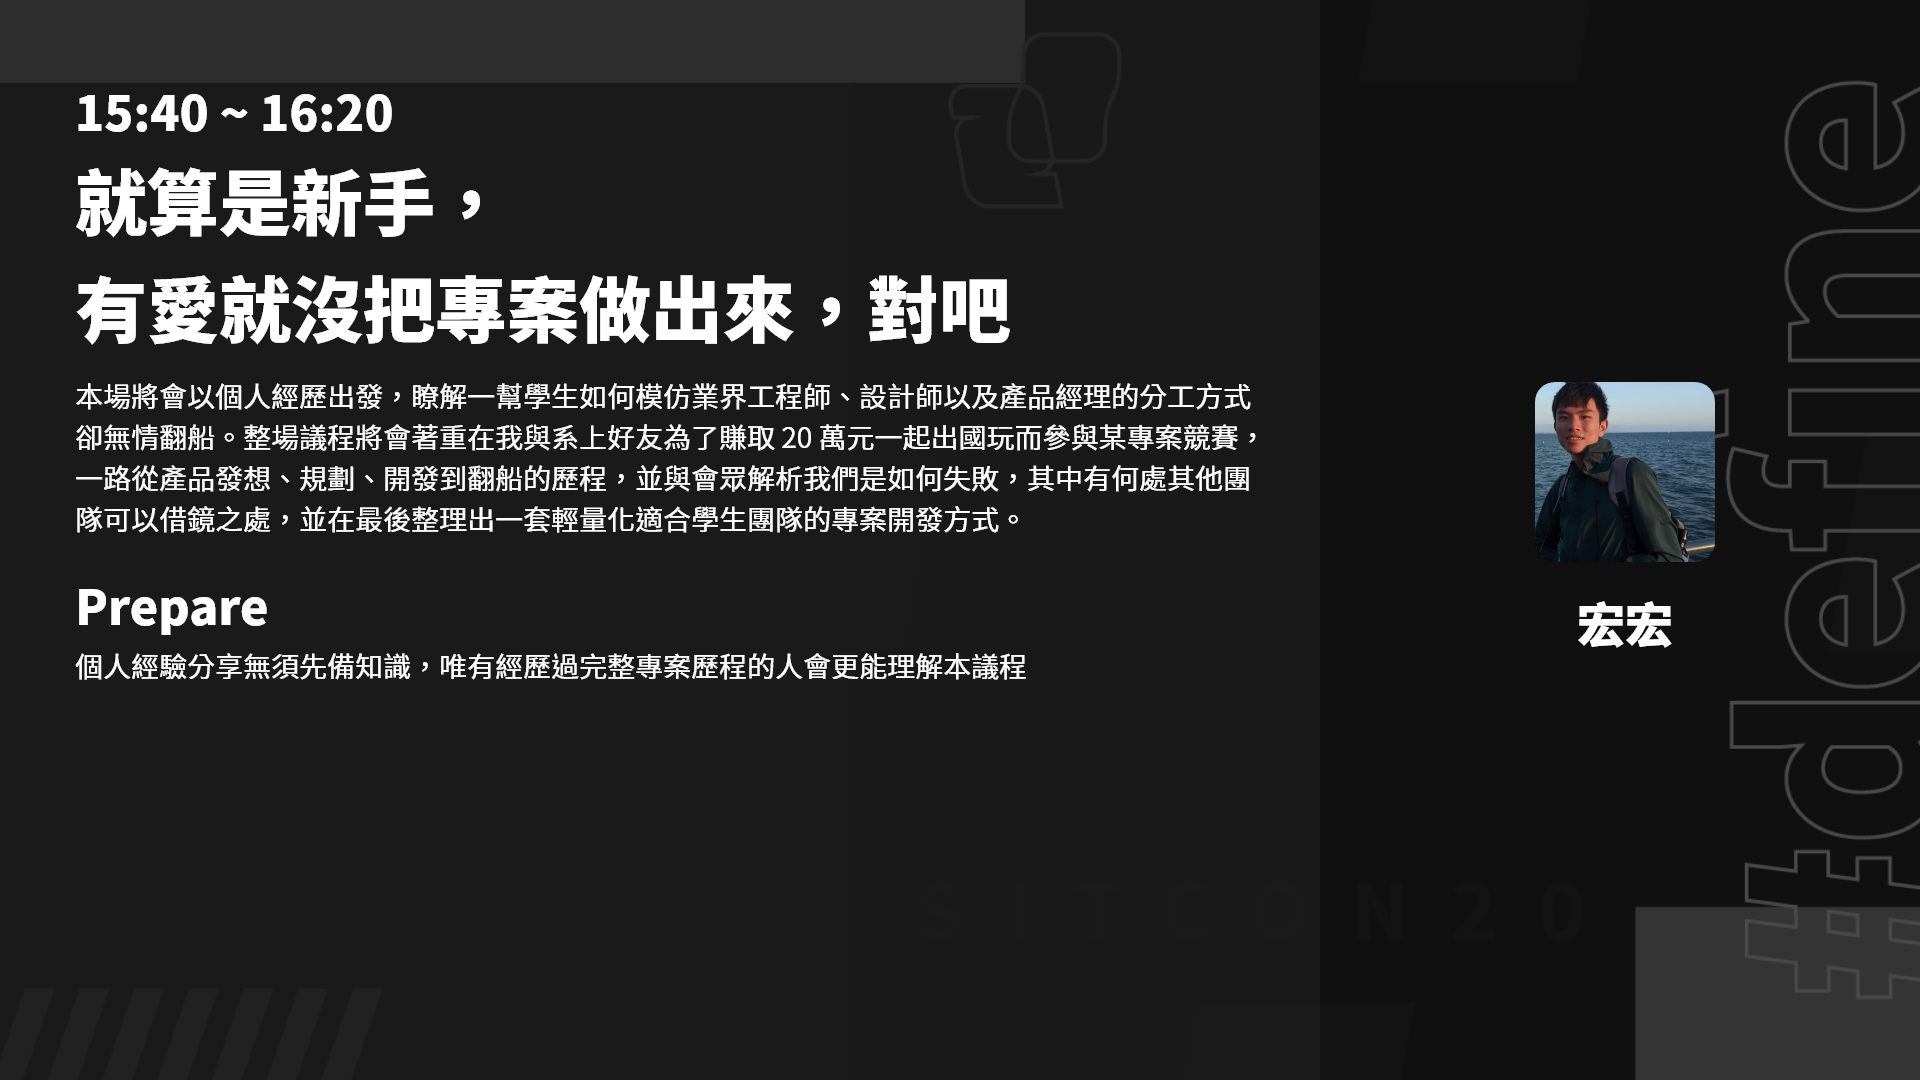 15:40 ~ 16:20
就算是新手，
有愛就沒把專案做出來，對吧
本場將會以個人經歷出發，瞭解一幫學生如何模仿業界工程師、設計師以及產品經理的分工方式
卻無情翻船。整場議程將會著重在我與系上好友為了賺取 20 萬元一起出國玩而參與某專案競賽，
一路從產品發想、規劃、開發到翻船的歷程，並與會眾解析我們是如何失敗，其中有何處其他團
隊可以借鏡之處，並在最後整理出一套輕量化適合學生團隊的專案開發方式。
Prepare
個人經驗分享無須先備知識，唯有經歷過完整專案歷程的人會更能理解本議程
宏宏
#define
SITCON20